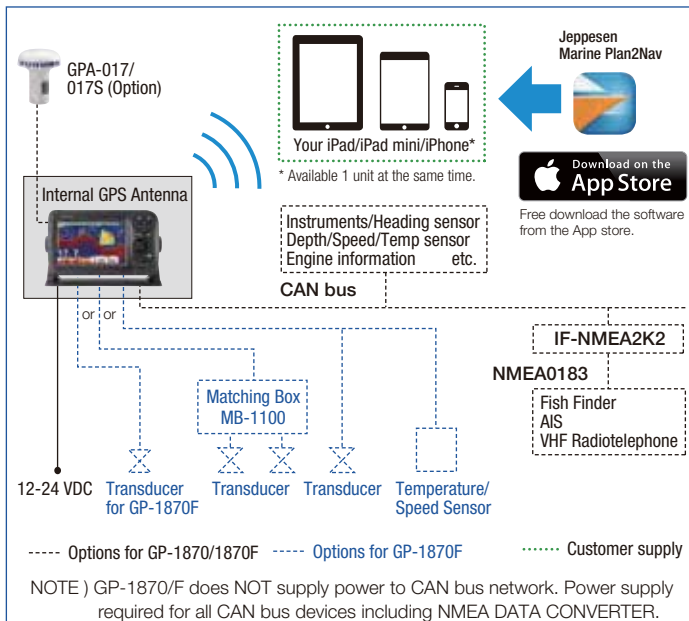 Jeppesen
Marine Plan2Nav
GPA-017/
017S (Option)
Your iPad/iPad mini/iPhone*
* Available 1 unit at the same time.
Download on the
App Store
Free download the software
from the App store.
Internal GPS Antenna
Instruments/Heading sensor
Depth/Speed/Temp sensor
Engine information etc.
CAN bus
or or
IF-NMEA2K2
NMEA0183
Fish Finder
AIS
VHF Radiotelephone
Matching Box
MB-1100
12-24 VDC
Transducer
for GP-1870F
Transducer
Transducer
Temperature/
Speed Sensor
Options for GP-1870/1870F
Options for GP-1870F
Customer supply
NOTE ) GP-1870/F does NOT supply power to CAN bus network. Power supply
required for all CAN bus devices including NMEA DATA CONVERTER.